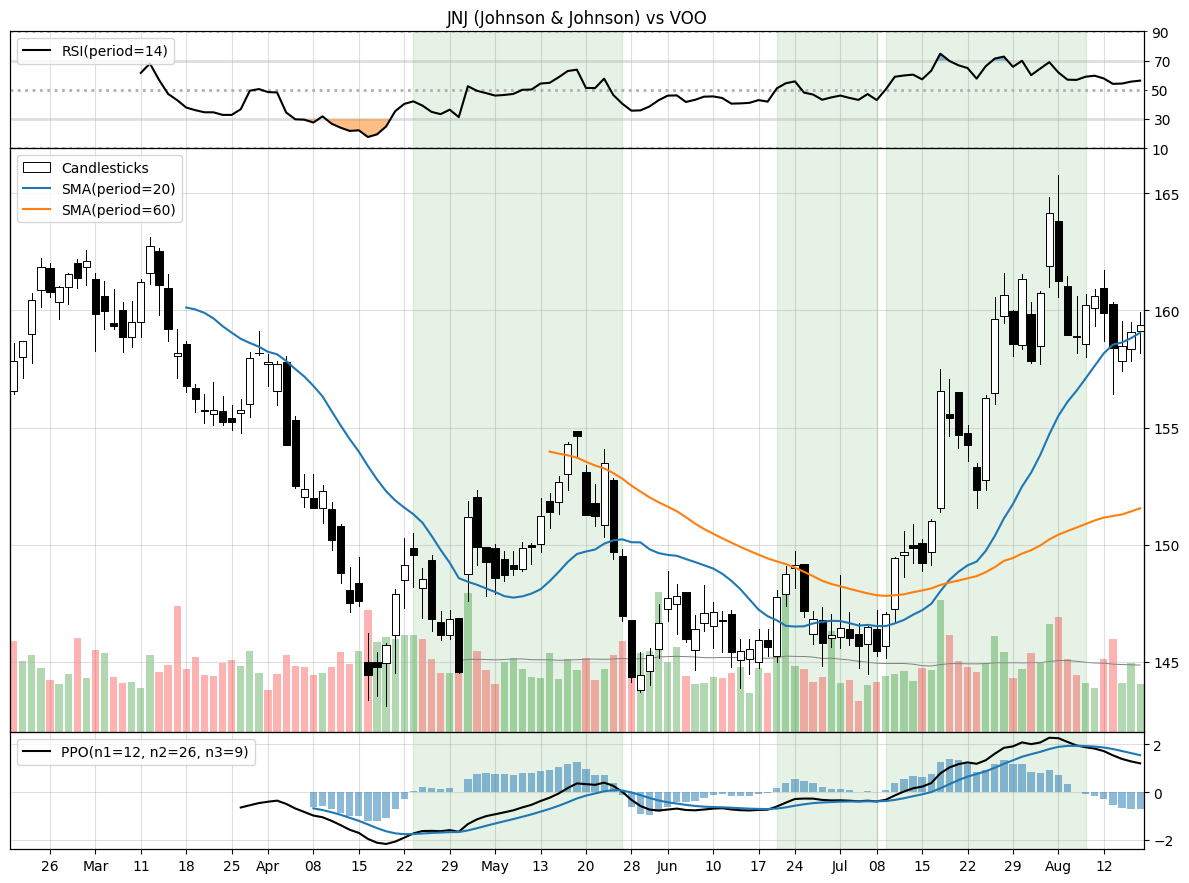 JNJ (Johnson & Johnson) vs VOO
RSI(period=14)
90
70
50
30
10
Candlesticks
SMA(period=20)
SMA(period=60)
165
160
155
150
145
PPO(n1=12, n2=26, n3=9)
2
0
−2
26 Mar 11 18 25 Apr 08 15 22 29 May 13 20 28 Jun 10 17 24 Jul 08 15 22 29 Aug 12